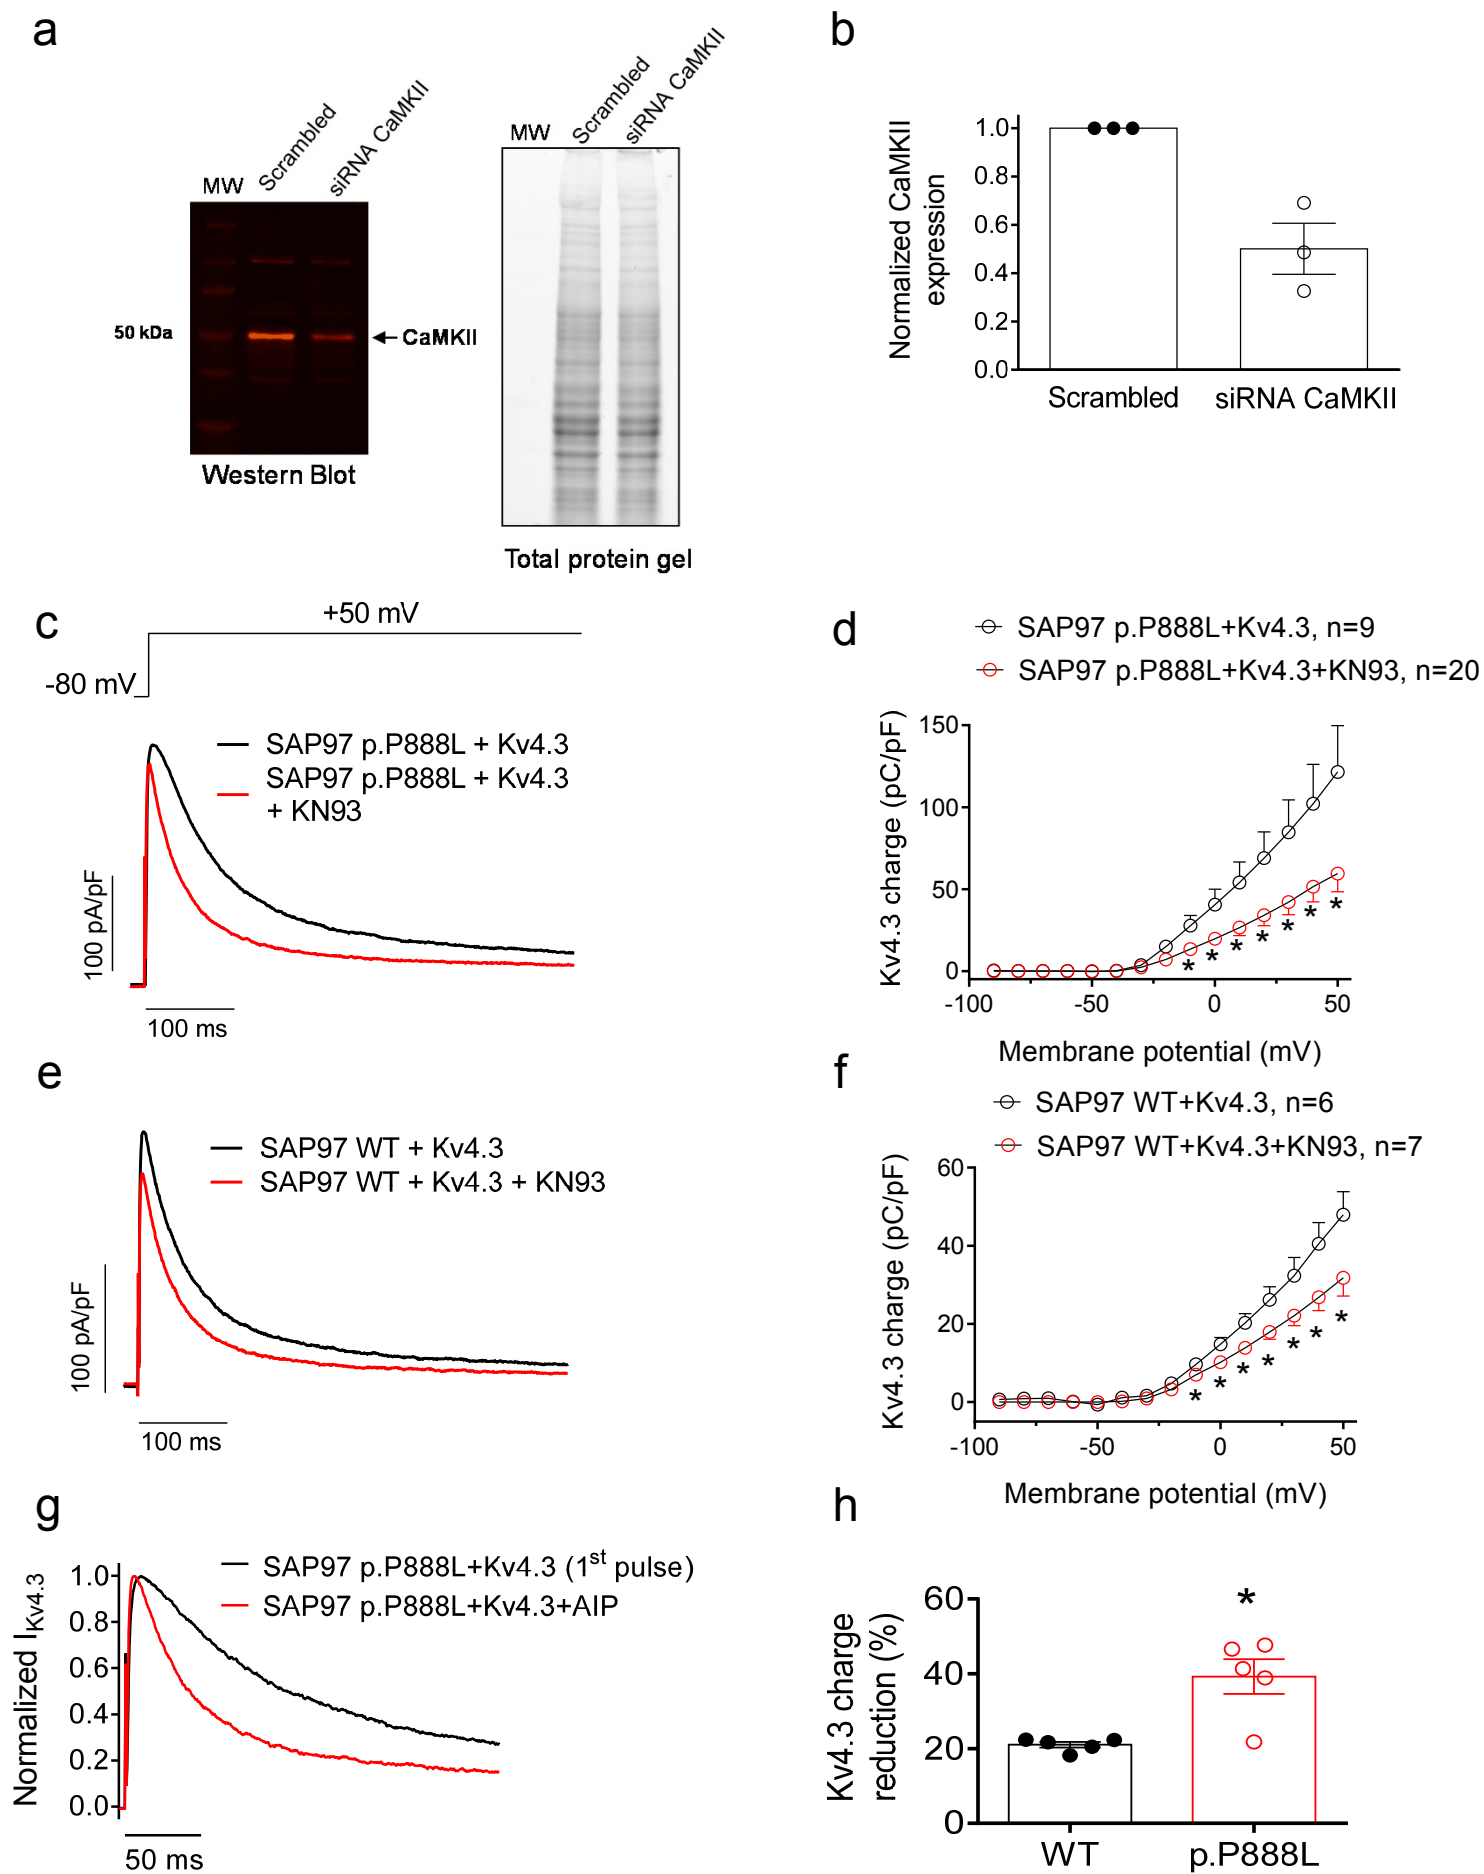 a
MW
Scrambled
siRNA CaMKII
50 kDa
CaMKII
Western Blot
MW
Scrambled
siRNA CaMKII
Total protein gel
b
Normalized CaMKII
expression
1.0
0.8
0.6
0.4
0.2
0.0
Scrambled
siRNA CaMKII
c
+50 mV
-80 mV
SAP97 p.P888L + Kv4.3
SAP97 p.P888L + Kv4.3
+ KN93
100 pA/pF
100 ms
d
SAP97 p.P888L+Kv4.3, n=9
SAP97 p.P888L+Kv4.3+KN93, n=20
Kv4.3 charge (pC/pF)
150
100
50
0
* * * * * * *
-100
-50
0
50
Membrane potential (mV)
e
SAP97 WT + Kv4.3
SAP97 WT + Kv4.3 + KN93
100 pA/pF
100 ms
f
SAP97 WT+Kv4.3, n=6
SAP97 WT+Kv4.3+KN93, n=7
Kv4.3 charge (pC/pF)
60
40
20
0
* * * * * * *
-100
-50
0
50
Membrane potential (mV)
g
SAP97 p.P888L+Kv4.3 (1st pulse)
SAP97 p.P888L+Kv4.3+AIP
Normalized IKv4.3
1.0
0.8
0.6
0.4
0.2
0.0
50 ms
h
Kv4.3 charge
reduction (%)
60
40
20
0
*
WT
p.P888L